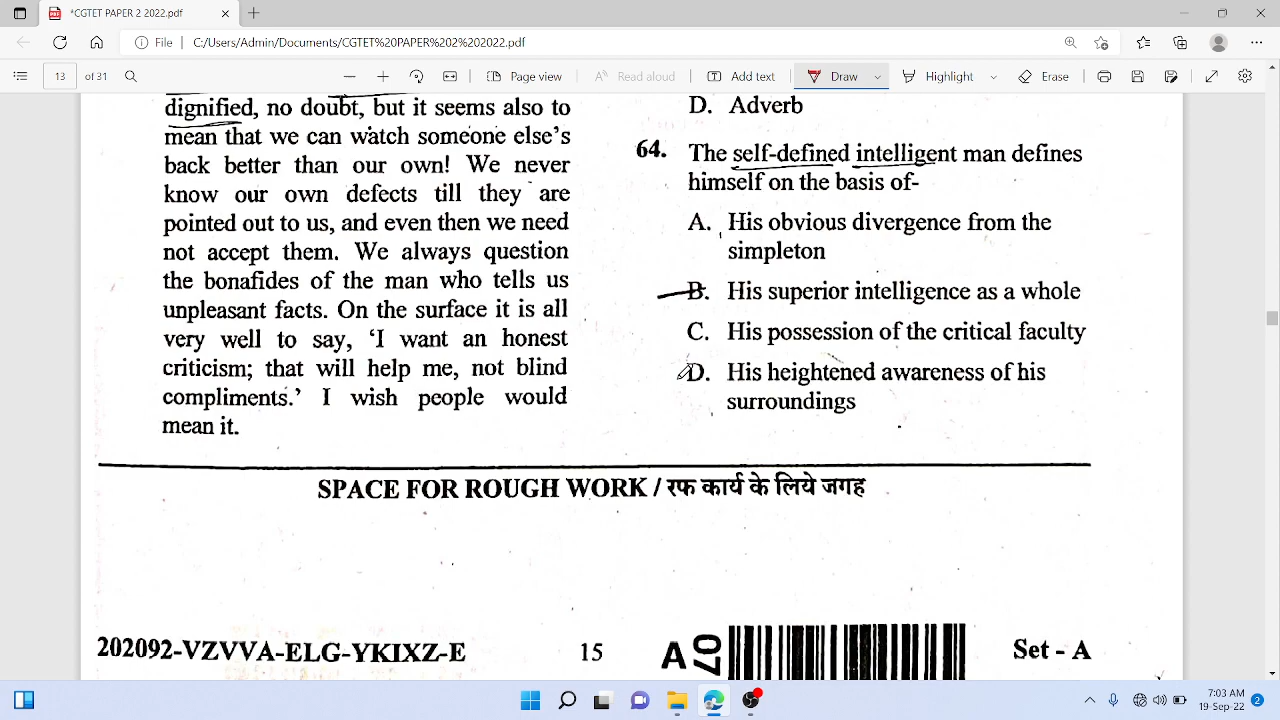 *CGTET PAPER 2 2022.pdf
File C:/Users/Admin/Documents/CGTET%20PAPER%202%202022.pdf
13 of 31 Page view Read aloud Add text Draw Highlight Erase
dignified, no doubt, but it seems also to
mean that we can watch someone else's
back better than our own! We never
know our own defects till they are
pointed out to us, and even then we need
not accept them. We always question
the bonafides of the man who tells us
unpleasant facts. On the surface it is all
very well to say, 'I want an honest
criticism; that will help me, not blind
compliments.' I wish people would
mean it.
D. Adverb
64. The self-defined intelligent man defines
himself on the basis of-
A. His obvious divergence from the
simpleton
B. His superior intelligence as a whole
C. His possession of the critical faculty
D. His heightened awareness of his
surroundings
SPACE FOR ROUGH WORK / रफ कार्य के लिये जगह
202092-VZVVA-ELG-YKIXZ-E 15 A 07 Set - A
7:03 AM
19-Sep-22 2